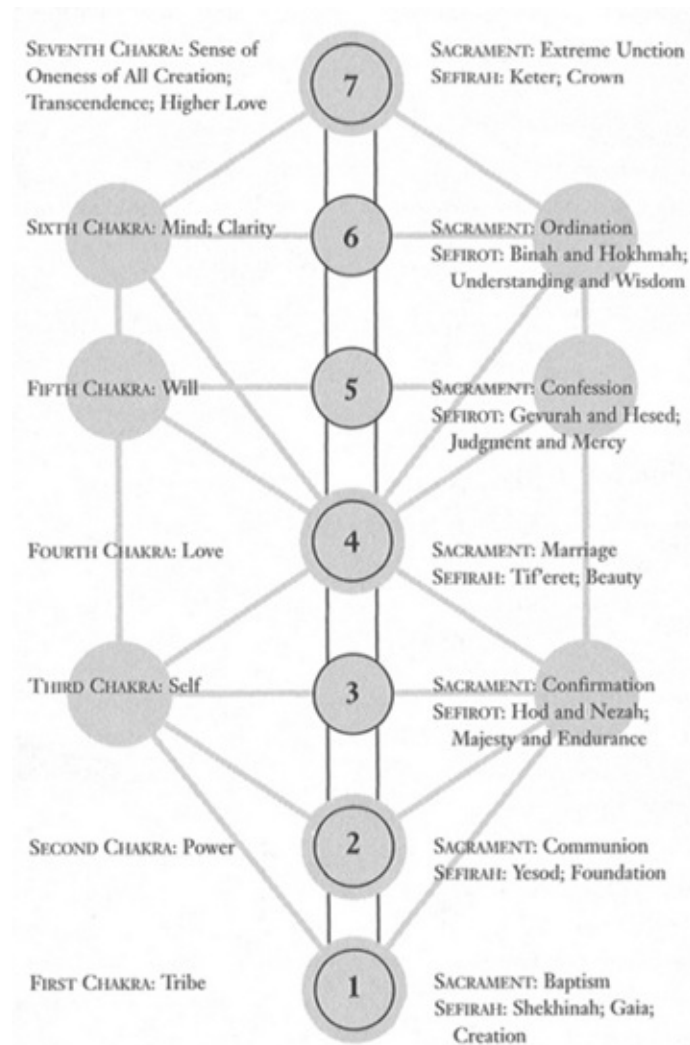 SEVENTH CHAKRA: Sense of
Oneness of All Creation;
Transcendence; Higher Love
7
SACRAMENT: Extreme Unction
SEFIRAH: Keter; Crown
SIXTH CHAKRA: Mind; Clarity
6
SACRAMENT: Ordination
SEFIROT: Binah and Hokhmah;
Understanding and Wisdom
FIFTH CHAKRA: Will
5
SACRAMENT: Confession
SEFIROT: Gevurah and Hesed;
Judgment and Mercy
FOURTH CHAKRA: Love
4
SACRAMENT: Marriage
SEFIRAH: Tif'eret; Beauty
THIRD CHAKRA: Self
3
SACRAMENT: Confirmation
SEFIROT: Hod and Nezah;
Majesty and Endurance
SECOND CHAKRA: Power
2
SACRAMENT: Communion
SEFIRAH: Yesod; Foundation
FIRST CHAKRA: Tribe
1
SACRAMENT: Baptism
SEFIRAH: Shekhinah; Gaia;
Creation